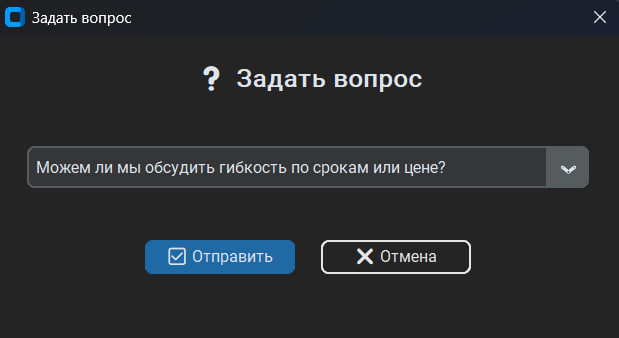 Задать вопрос
? Задать вопрос
Можем ли мы обсудить гибкость по срокам или цене?
Отправить
Отмена